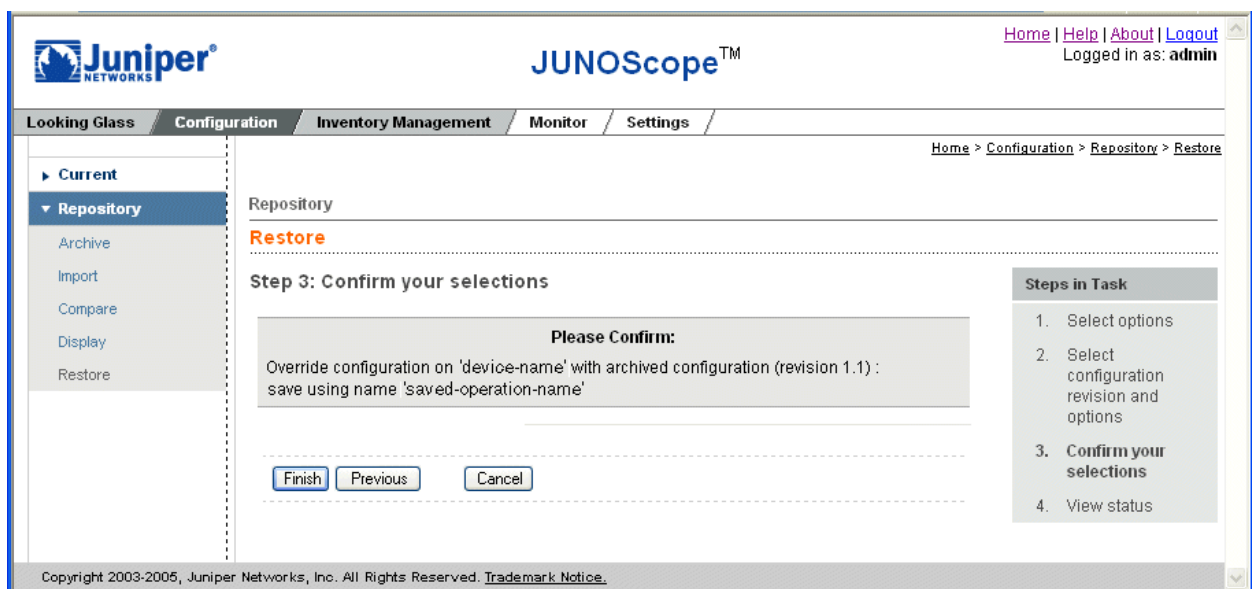 Juniper®
NETWORKS
JUNOScope™
Home | Help | About | Logout
Logged in as: admin
Looking Glass / Configuration / Inventory Management / Monitor / Settings /
Home > Configuration > Repository > Restore
Current
Repository
Archive
Import
Compare
Display
Restore
Repository
Restore
Step 3: Confirm your selections
Please Confirm:
Override configuration on 'device-name' with archived configuration (revision 1.1) :
save using name 'saved-operation-name'
Finish
Previous
Cancel
Steps in Task
1. Select options
2. Select
configuration
revision and
options
3. Confirm your
selections
4. View status
Copyright 2003-2005, Juniper Networks, Inc. All Rights Reserved. Trademark Notice.